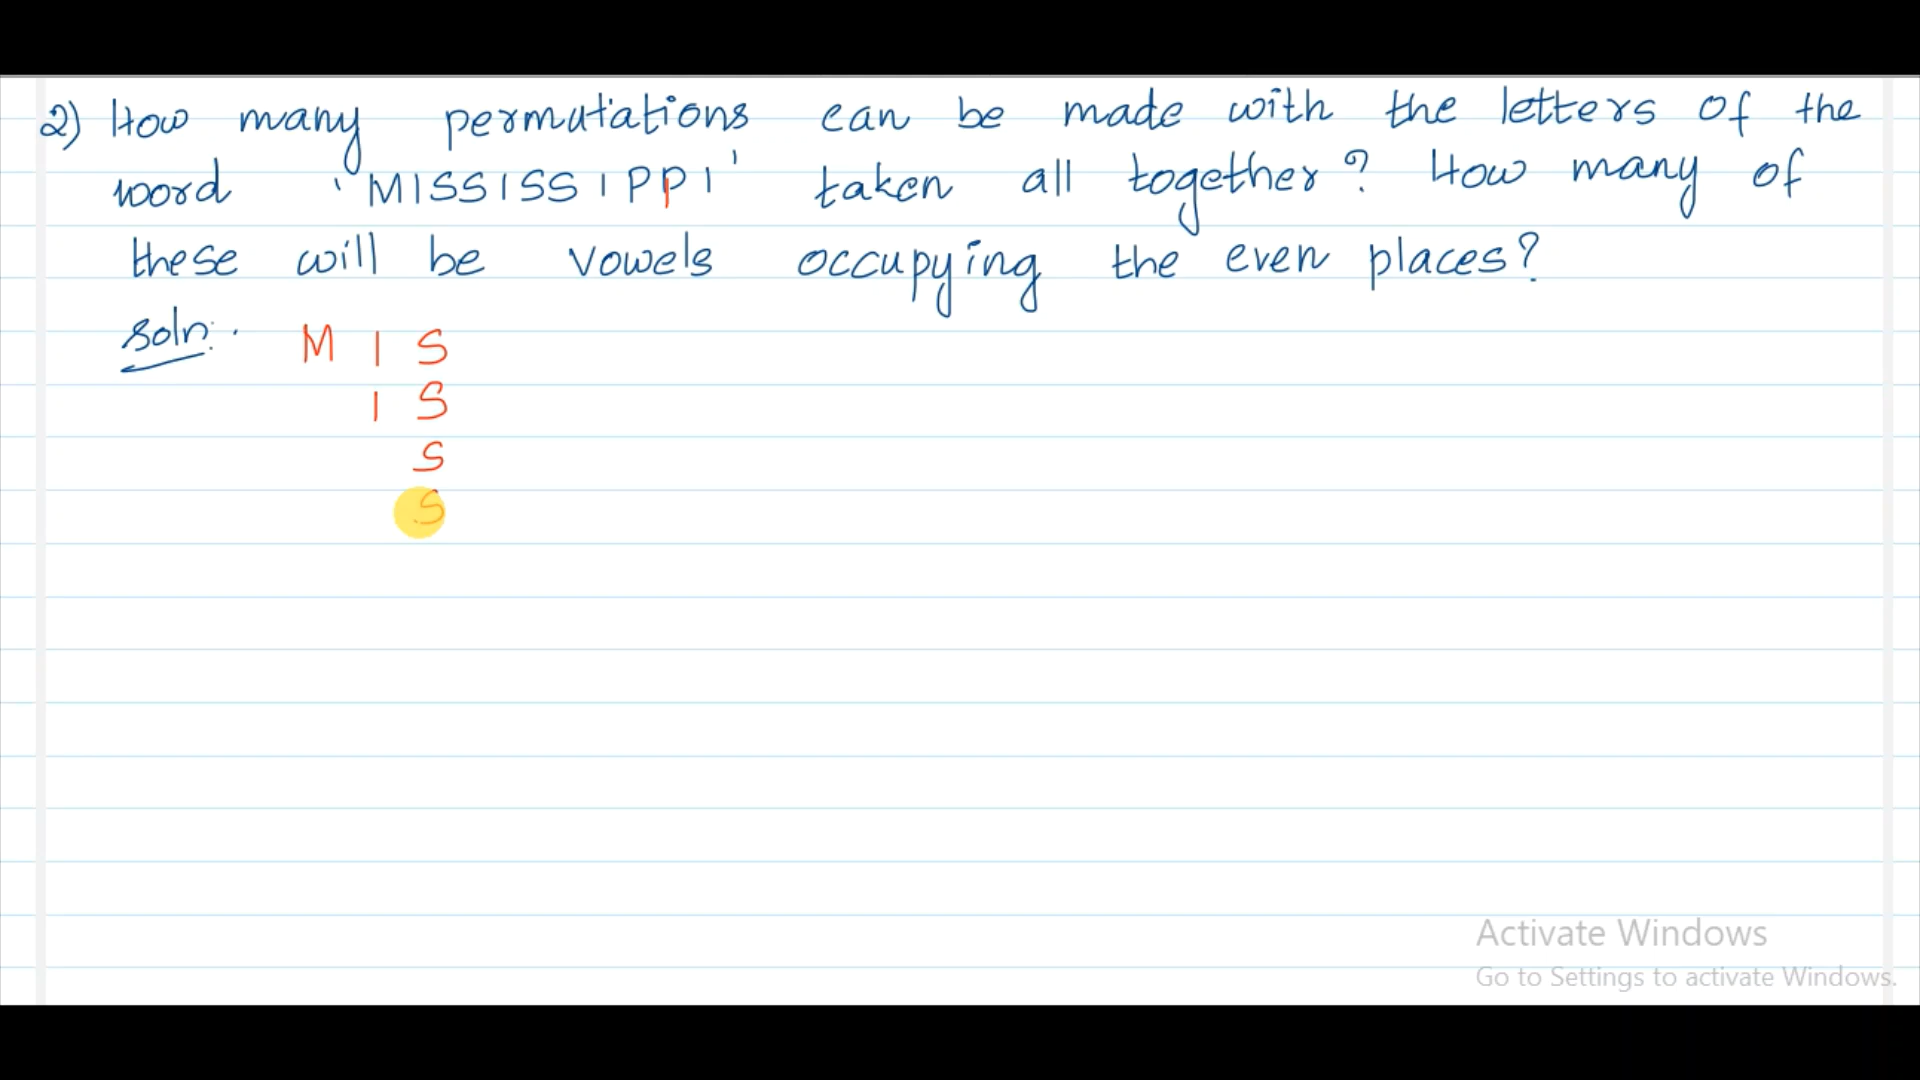 2) How many permutations can be made with the letters of the
word 'MISSISSIPPI' taken all together? How many of
these will be vowels occupying the even places?
Soln:. M I S
I S
S
S
Activate Windows
Go to Settings to activate Windows.